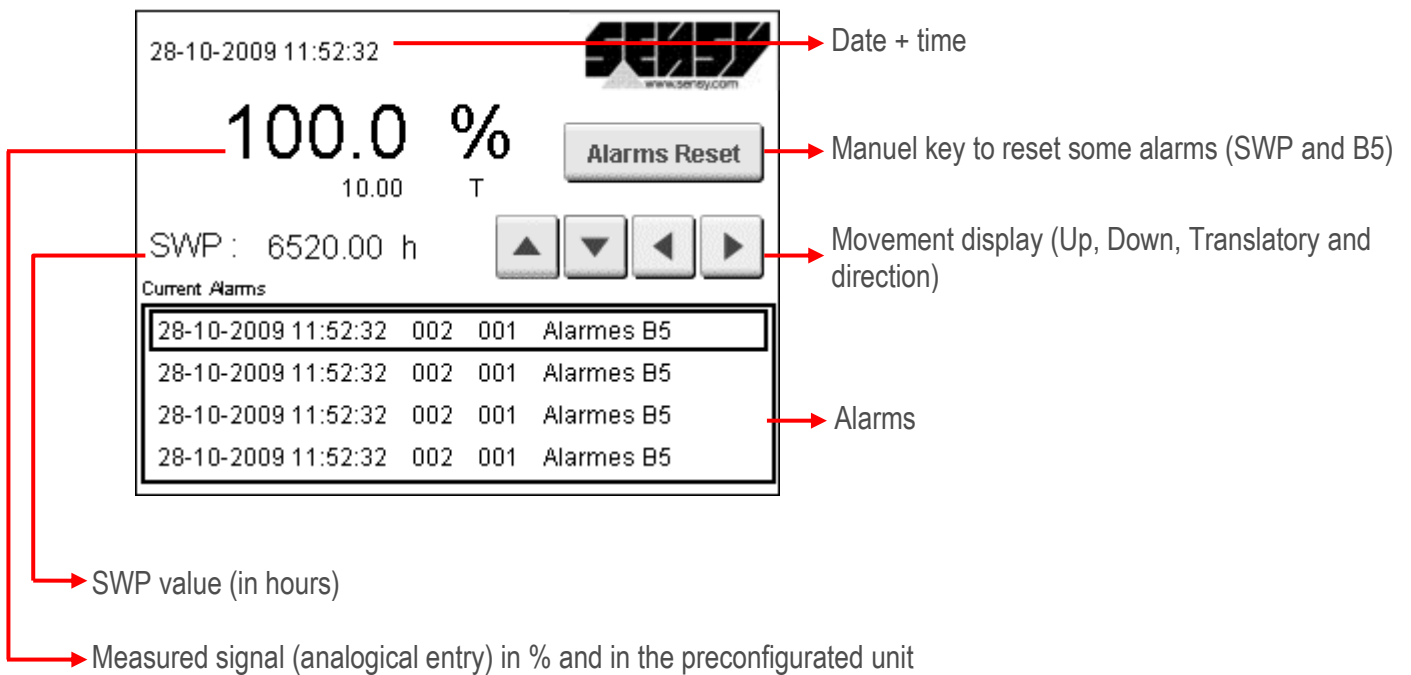 28-10-2009 11:52:32
SENSY
www.sensy.com
Date + time
100.0 %
Alarms Reset
Manuel key to reset some alarms (SWP and B5)
10.00 T
SWP : 6520.00 h
Movement display (Up, Down, Translatory and
direction)
Current Alarms
28-10-2009 11:52:32 002 001 Alarmes B5
28-10-2009 11:52:32 002 001 Alarmes B5
28-10-2009 11:52:32 002 001 Alarmes B5
28-10-2009 11:52:32 002 001 Alarmes B5
Alarms
SWP value (in hours)
Measured signal (analogical entry) in % and in the preconfigurated unit